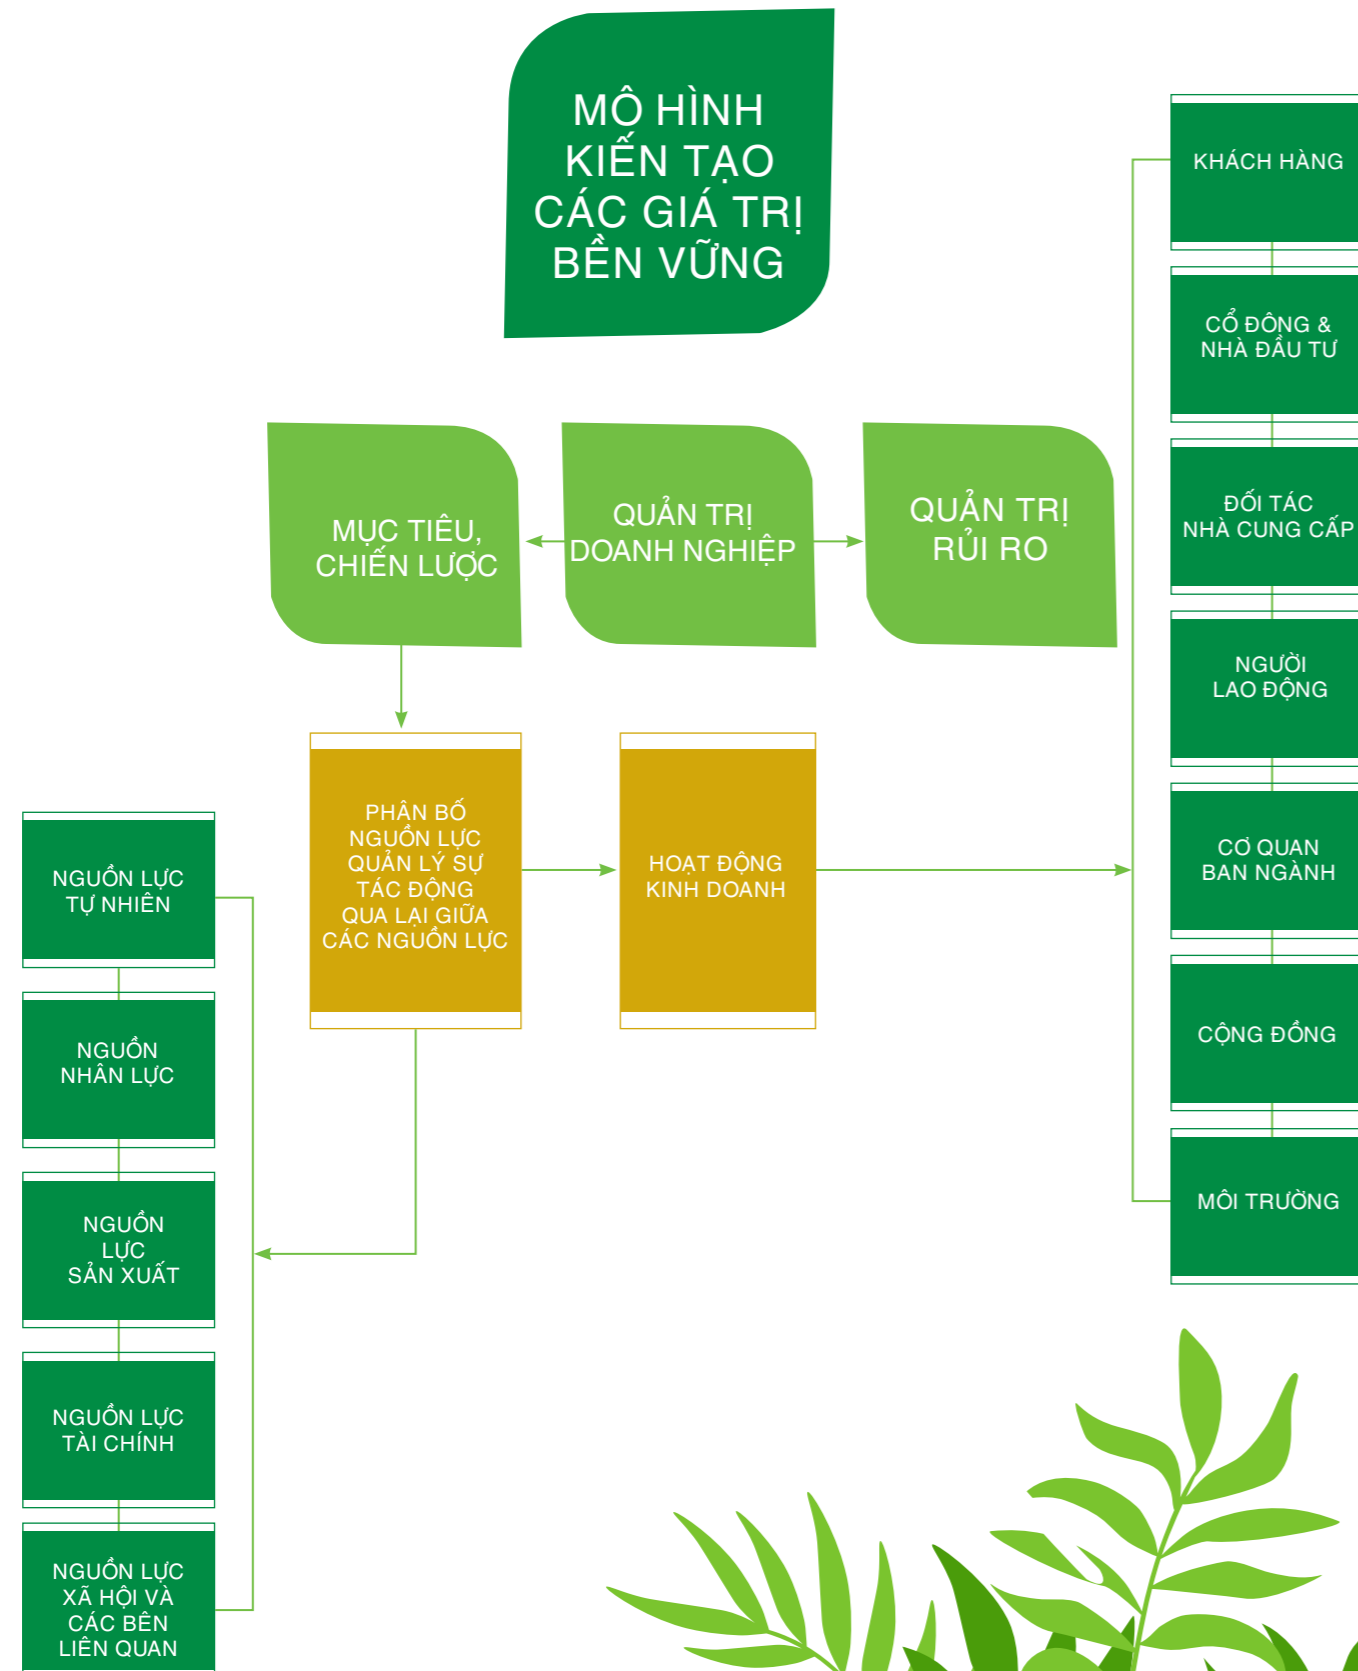 MÔ HÌNH
KIẾN TẠO
CÁC GIÁ TRỊ
BỀN VỮNG
MỤC TIÊU,
CHIẾN LƯỢC
QUẢN TRỊ
DOANH NGHIỆP
QUẢN TRỊ
RỦI RO
PHÂN BỐ
NGUỒN LỰC
QUẢN LÝ SỰ
TÁC ĐỘNG
QUA LẠI GIỮA
CÁC NGUỒN LỰC
HOẠT ĐỘNG
KINH DOANH
NGUỒN LỰC
TỰ NHIÊN
NGUỒN
NHÂN LỰC
NGUỒN
LỰC
SẢN XUẤT
NGUỒN LỰC
TÀI CHÍNH
NGUỒN LỰC
XÃ HỘI VÀ
CÁC BÊN
LIÊN QUAN
KHÁCH HÀNG
CỔ ĐÔNG &
NHÀ ĐẦU TƯ
ĐỐI TÁC
NHÀ CUNG CẤP
NGƯỜI
LAO ĐỘNG
CƠ QUAN
BAN NGÀNH
CỘNG ĐỒNG
MÔI TRƯỜNG